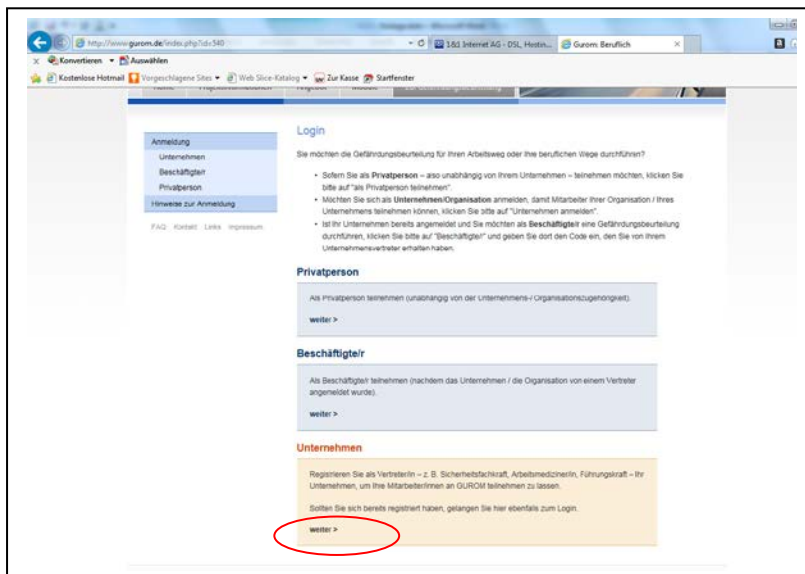 http://www.gurom.de/index.php?id=340
1&1 Internet AG - DSL, Hostin...
Gurom: Beruflich
x Konvertieren Auswählen
Kostenlose Hotmail Vorgeschlagene Sites Web Slice-Katalog Zur Kasse Startfenster
Anmeldung
Unternehmen
Beschäftigte/r
Privatperson
Hinweise zur Anmeldung
FAQ Kontakt Links Impressum
Login
Sie möchten die Gefährdungsbeurteilung für Ihren Arbeitsweg oder Ihre beruflichen Wege durchführen?
• Sofern Sie als Privatperson – also unabhängig von Ihrem Unternehmen – teilnehmen möchten, klicken Sie
bitte auf "als Privatperson teilnehmen".
• Möchten Sie sich als Unternehmen/Organisation anmelden, damit Mitarbeiter Ihrer Organisation / Ihres
Unternehmens teilnehmen können, klicken Sie bitte auf "Unternehmen anmelden".
• Ist Ihr Unternehmen bereits angemeldet und Sie möchten als Beschäftigte/r eine Gefährdungsbeurteilung
durchführen, klicken Sie bitte auf "Beschäftigte/r" und geben Sie dort den Code ein, den Sie von Ihrem
Unternehmensvertreter erhalten haben.
Privatperson
Als Privatperson teilnehmen (unabhängig von der Unternehmens-/ Organisationszugehörigkeit).
weiter >
Beschäftigte/r
Als Beschäftigte/r teilnehmen (nachdem das Unternehmen / die Organisation von einem Vertreter
angemeldet wurde).
weiter >
Unternehmen
Registrieren Sie als Vertreter/in – z. B. Sicherheitsfachkraft, Arbeitsmediziner/in, Führungskraft – Ihr
Unternehmen, um Ihre Mitarbeiter/innen an GUROM teilnehmen zu lassen.
Sollten Sie sich bereits registriert haben, gelangen Sie hier ebenfalls zum Login.
weiter >